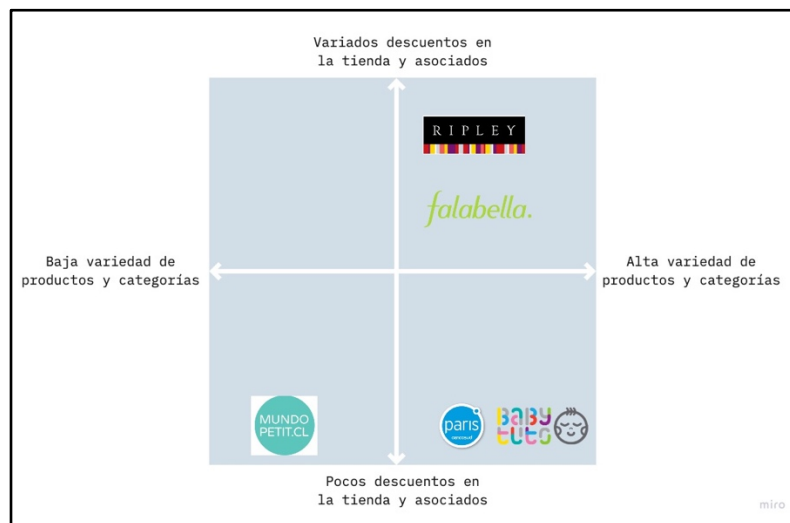 Variados descuentos en
la tienda y asociados
RIPLEY
falabella.
Baja variedad de
productos y categorías
Alta variedad de
productos y categorías
MUNDO
PETIT.CL
paris
cencosud
BABY
tuto
Pocos descuentos en
la tienda y asociados
miro